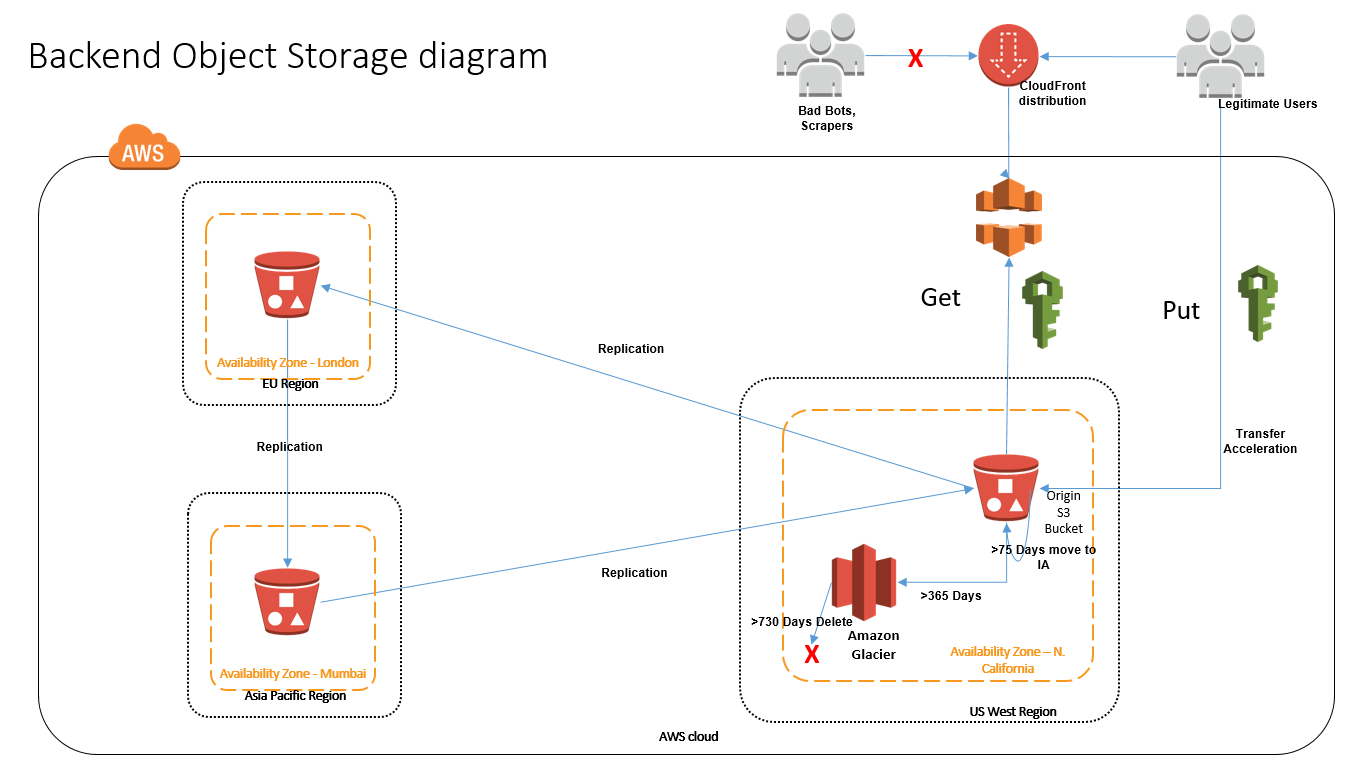 Backend Object Storage diagram
X
CloudFront
distribution
Bad Bots,
Scrapers
Legitimate Users
AWS
Get
Put
Replication
Availability Zone - London
EU Region
Replication
Transfer
Acceleration
Origin
S3
Bucket
>75 Days move to
IA
Replication
>365 Days
>730 Days Delete
X
Amazon
Glacier
Availability Zone – N.
California
US West Region
Availability Zone - Mumbai
Asia Pacific Region
AWS cloud